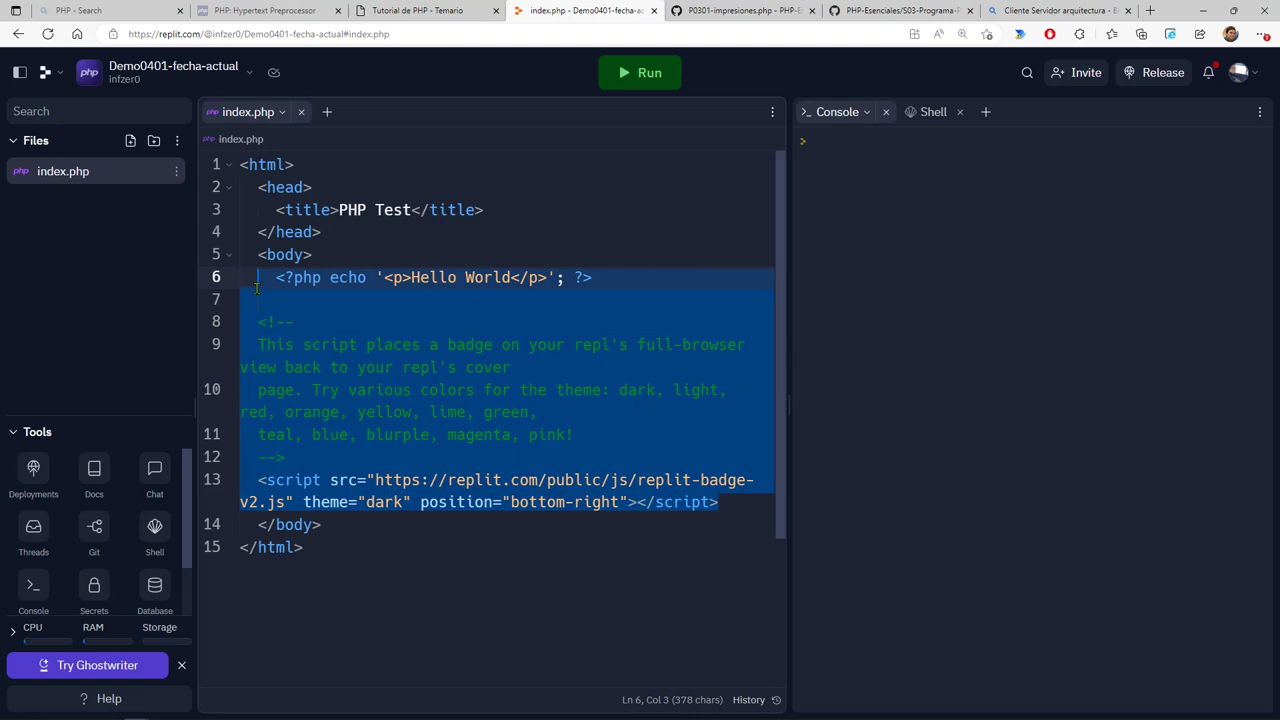 PHP - Search
PHP: Hypertext Preprocessor
Tutorial de PHP - Temario
index.php - Demo0401-fecha-actu
P0301-impresiones.php - PHP-E
PHP-Esenciales/S03-Programa-P
Cliente Servidor arquitectura - B
https://replit.com/@infzer0/Demo0401-fecha-actual#index.php
php
Demo0401-fecha-actual
infzer0
Run
Invite
Release
Search
Files
php index.php
php index.php
php index.php
Console
Shell
1 <html>
2 <head>
3 <title>PHP Test</title>
4 </head>
5 <body>
6 <?php echo '<p>Hello World</p>'; ?>
7
8 <!--
9 This script places a badge on your repl's full-browser
view back to your repl's cover
10 page. Try various colors for the theme: dark, light,
red, orange, yellow, lime, green,
11 teal, blue, blurple, magenta, pink!
12 -->
13 <script src="https://replit.com/public/js/replit-badge-
v2.js" theme="dark" position="bottom-right"></script>
14 </body>
15 </html>
Tools
Deployments
Docs
Chat
Threads
Git
Shell
Console
Secrets
Database
CPU
RAM
Storage
Try Ghostwriter
Help
Ln 6, Col 3 (378 chars)
History